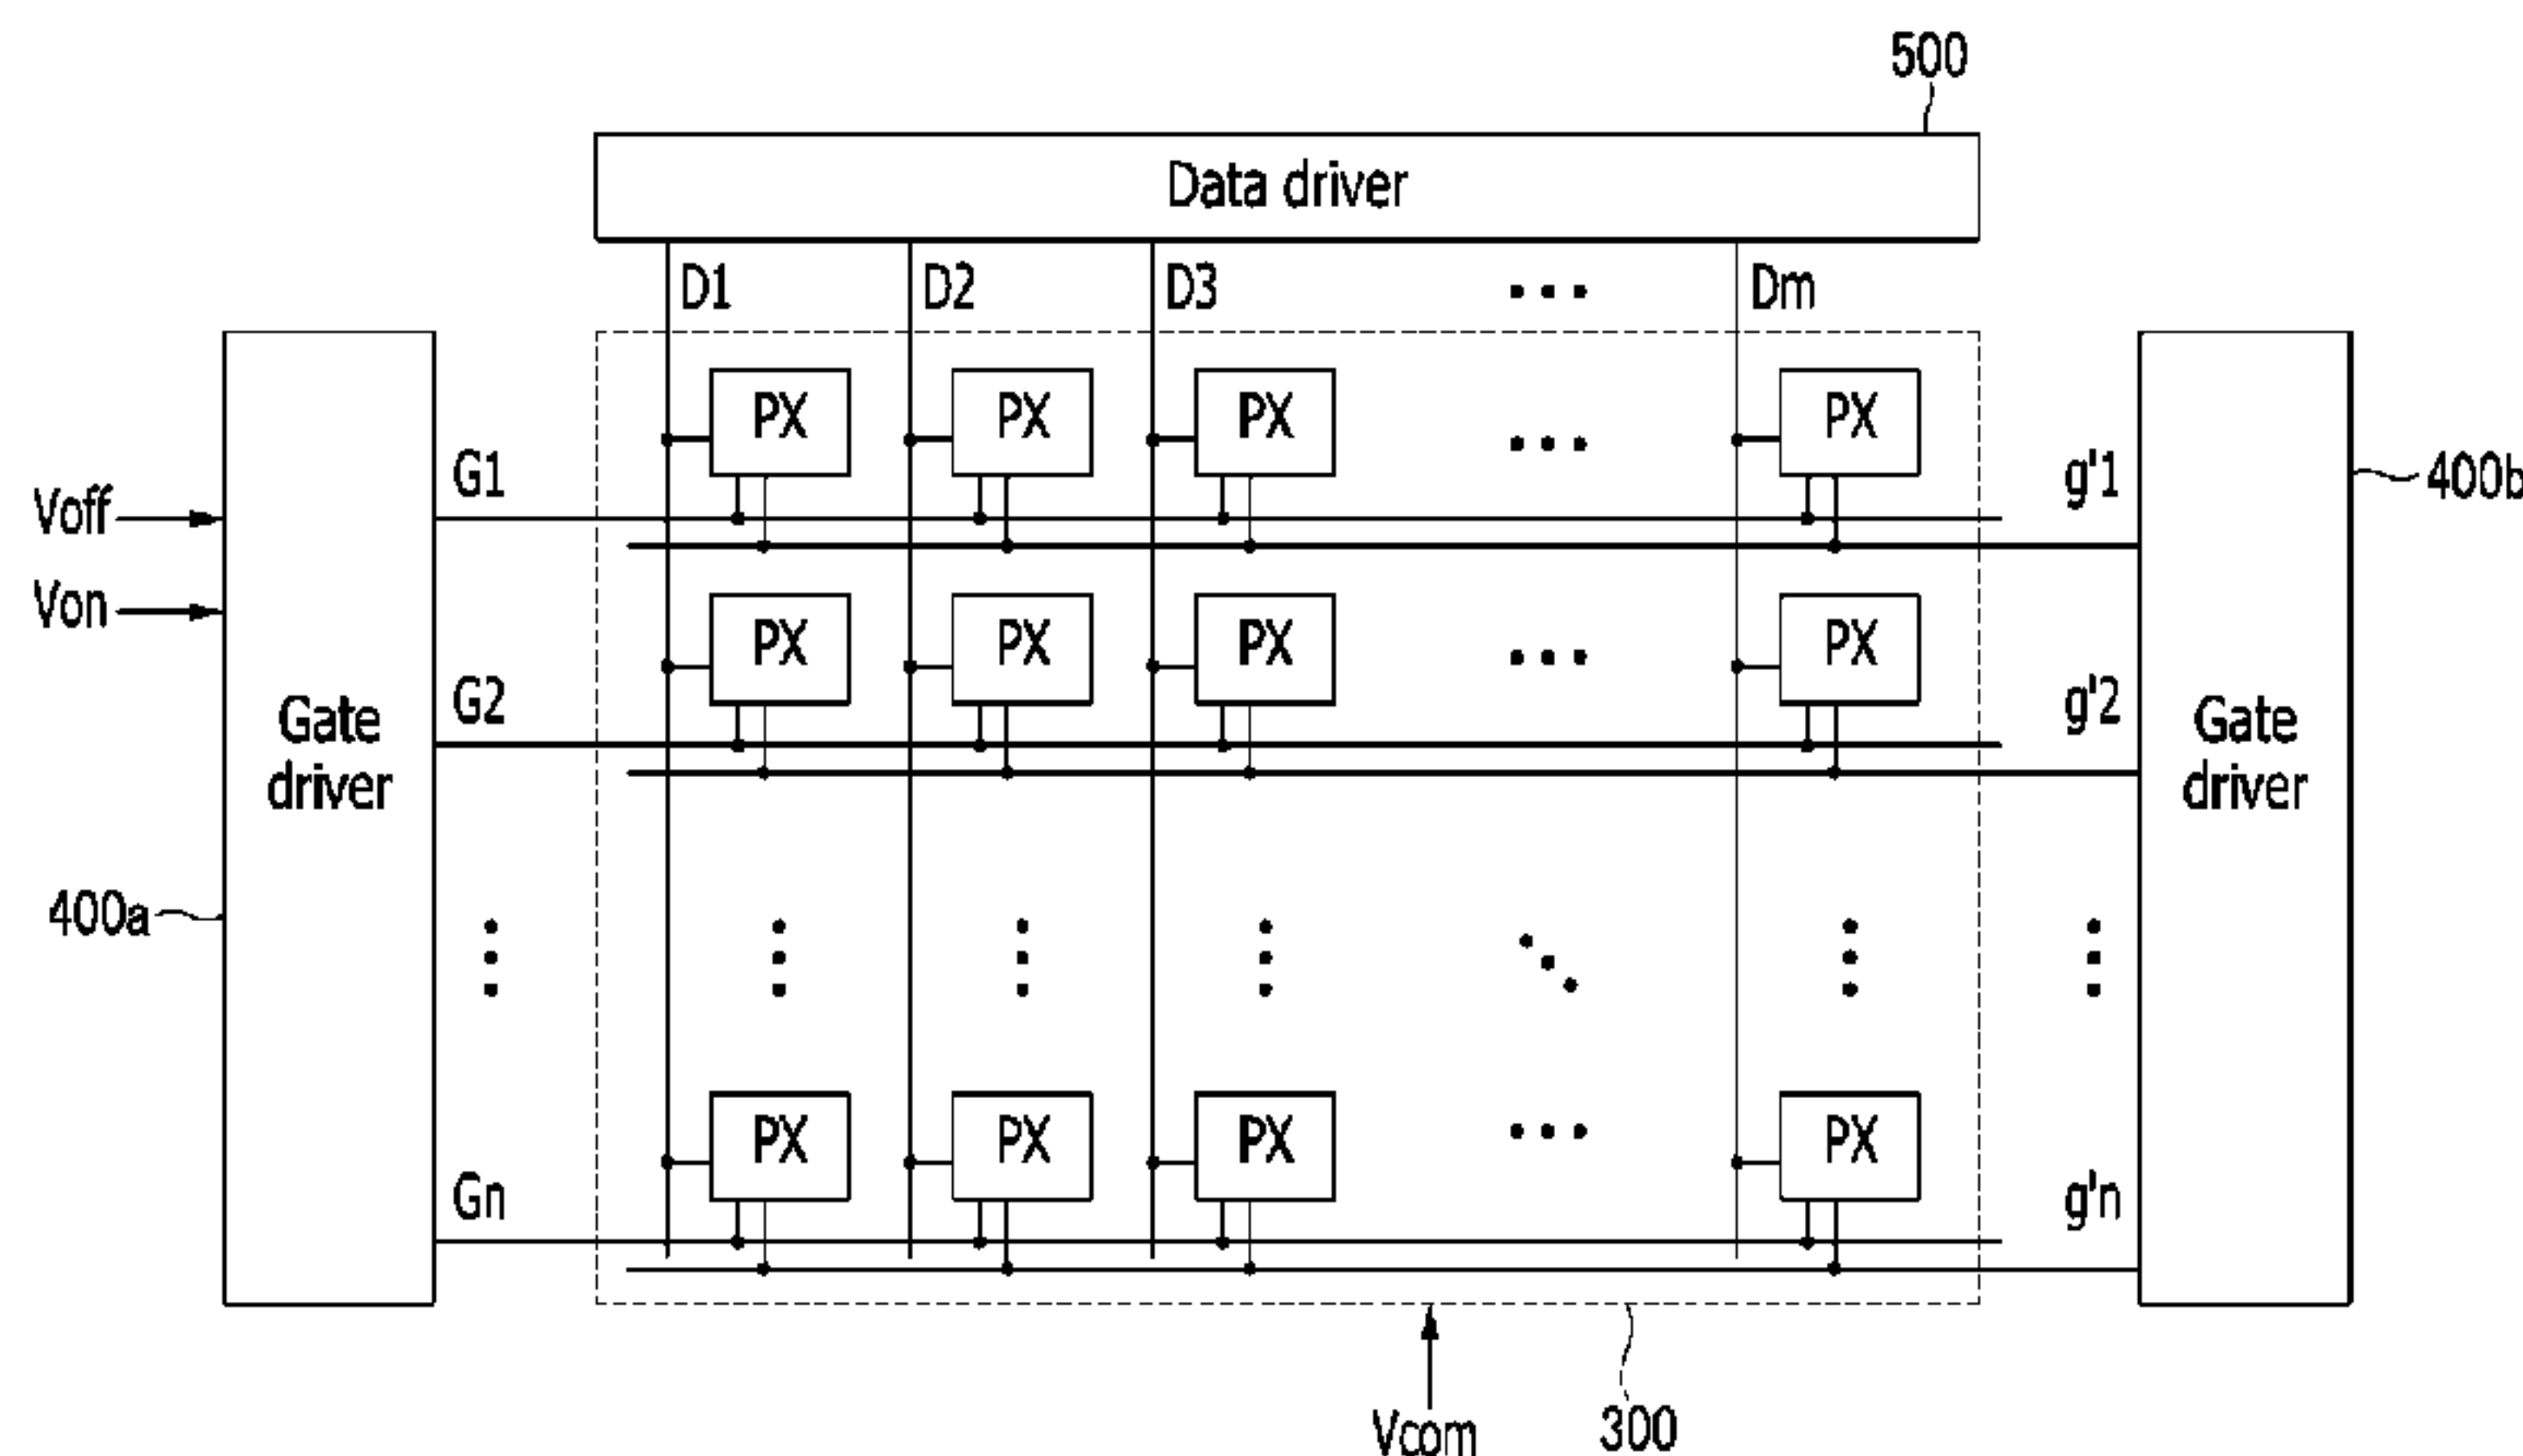 500
Data driver
D1 D2 D3 Dm
PX PX PX PX
G1 g'1
400b
Voff
Von
PX PX PX PX
G2 g'2
Gate
driver
Gate
driver
400a
PX PX PX PX
Gn g'n
Vcom
300